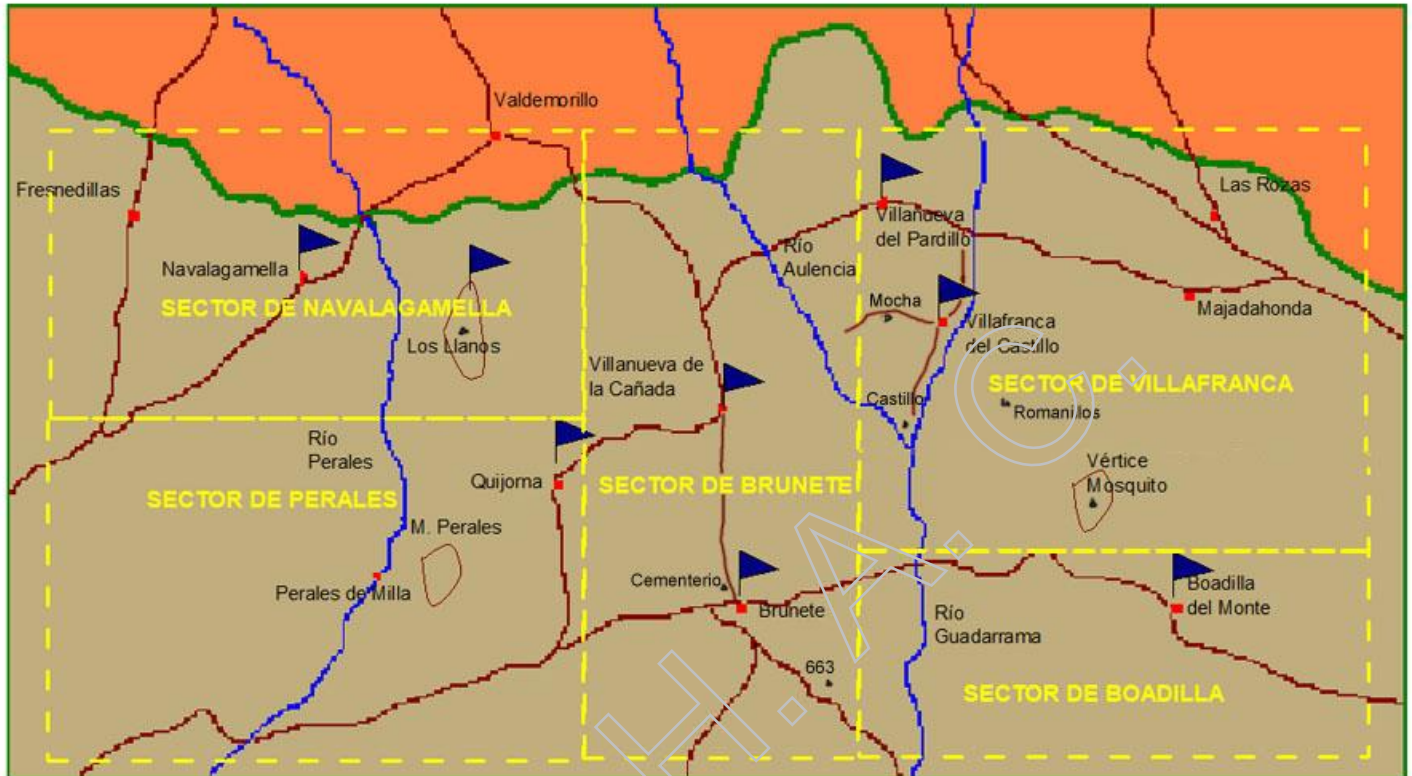 Valdemorillo
Fresnedillas
Las Rozas
Villanueva
del Pardillo
Río
Aulencia
Navalagamella
SECTOR DE NAVALAGAMELLA
Mocha
Majadahonda
Los Llanos
Villafranca
del Castillo
Villanueva de
la Cañada
SECTOR DE VILLAFRANCA
Castillo
Romanillos
Río
Perales
Vértice
Mosquito
Quijorna
SECTOR DE PERALES
SECTOR DE BRUNETE
M. Perales
Cementerio
Perales de Milla
Brunete
Boadilla
del Monte
Río
Guadarrama
663
SECTOR DE BOADILLA
H. A. C.